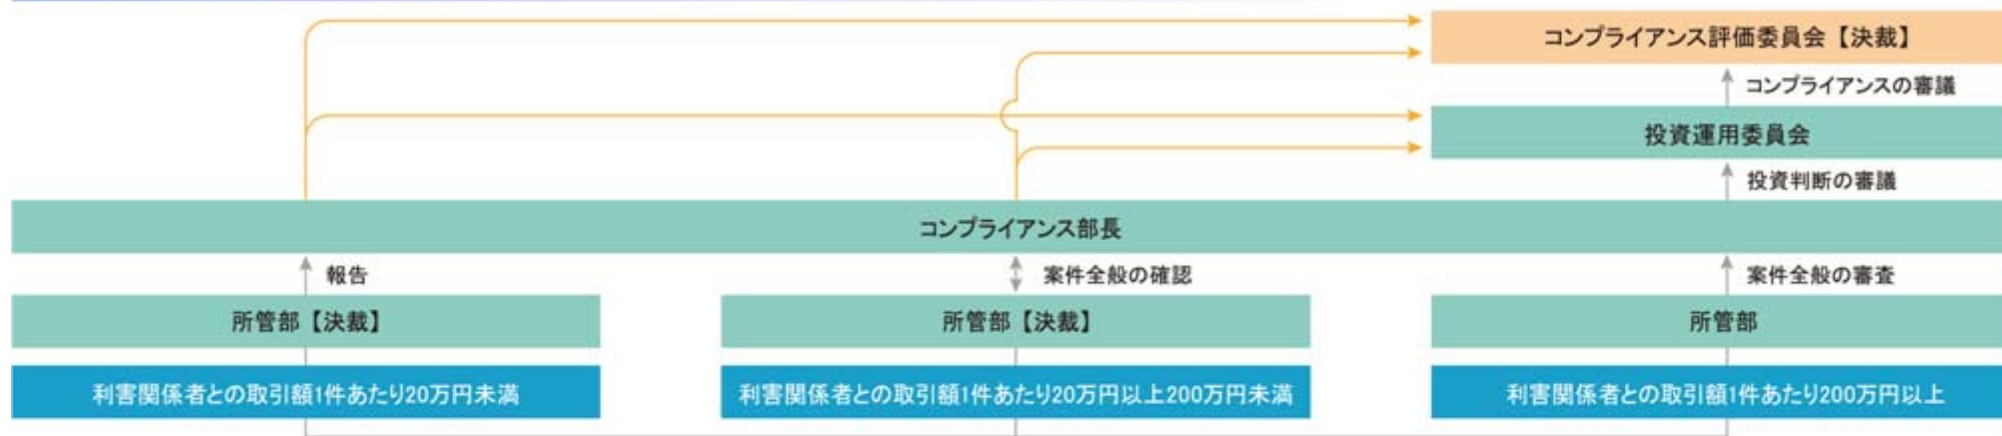 コンプライアンス評価委員会【決裁】
コンプライアンスの審議
投資運用委員会
投資判断の審議
コンプライアンス部長
報告
案件全般の確認
案件全般の審査
所管部【決裁】
所管部【決裁】
所管部
利害関係者との取引額1件あたり20万円未満
利害関係者との取引額1件あたり20万円以上200万円未満
利害関係者との取引額1件あたり200万円以上